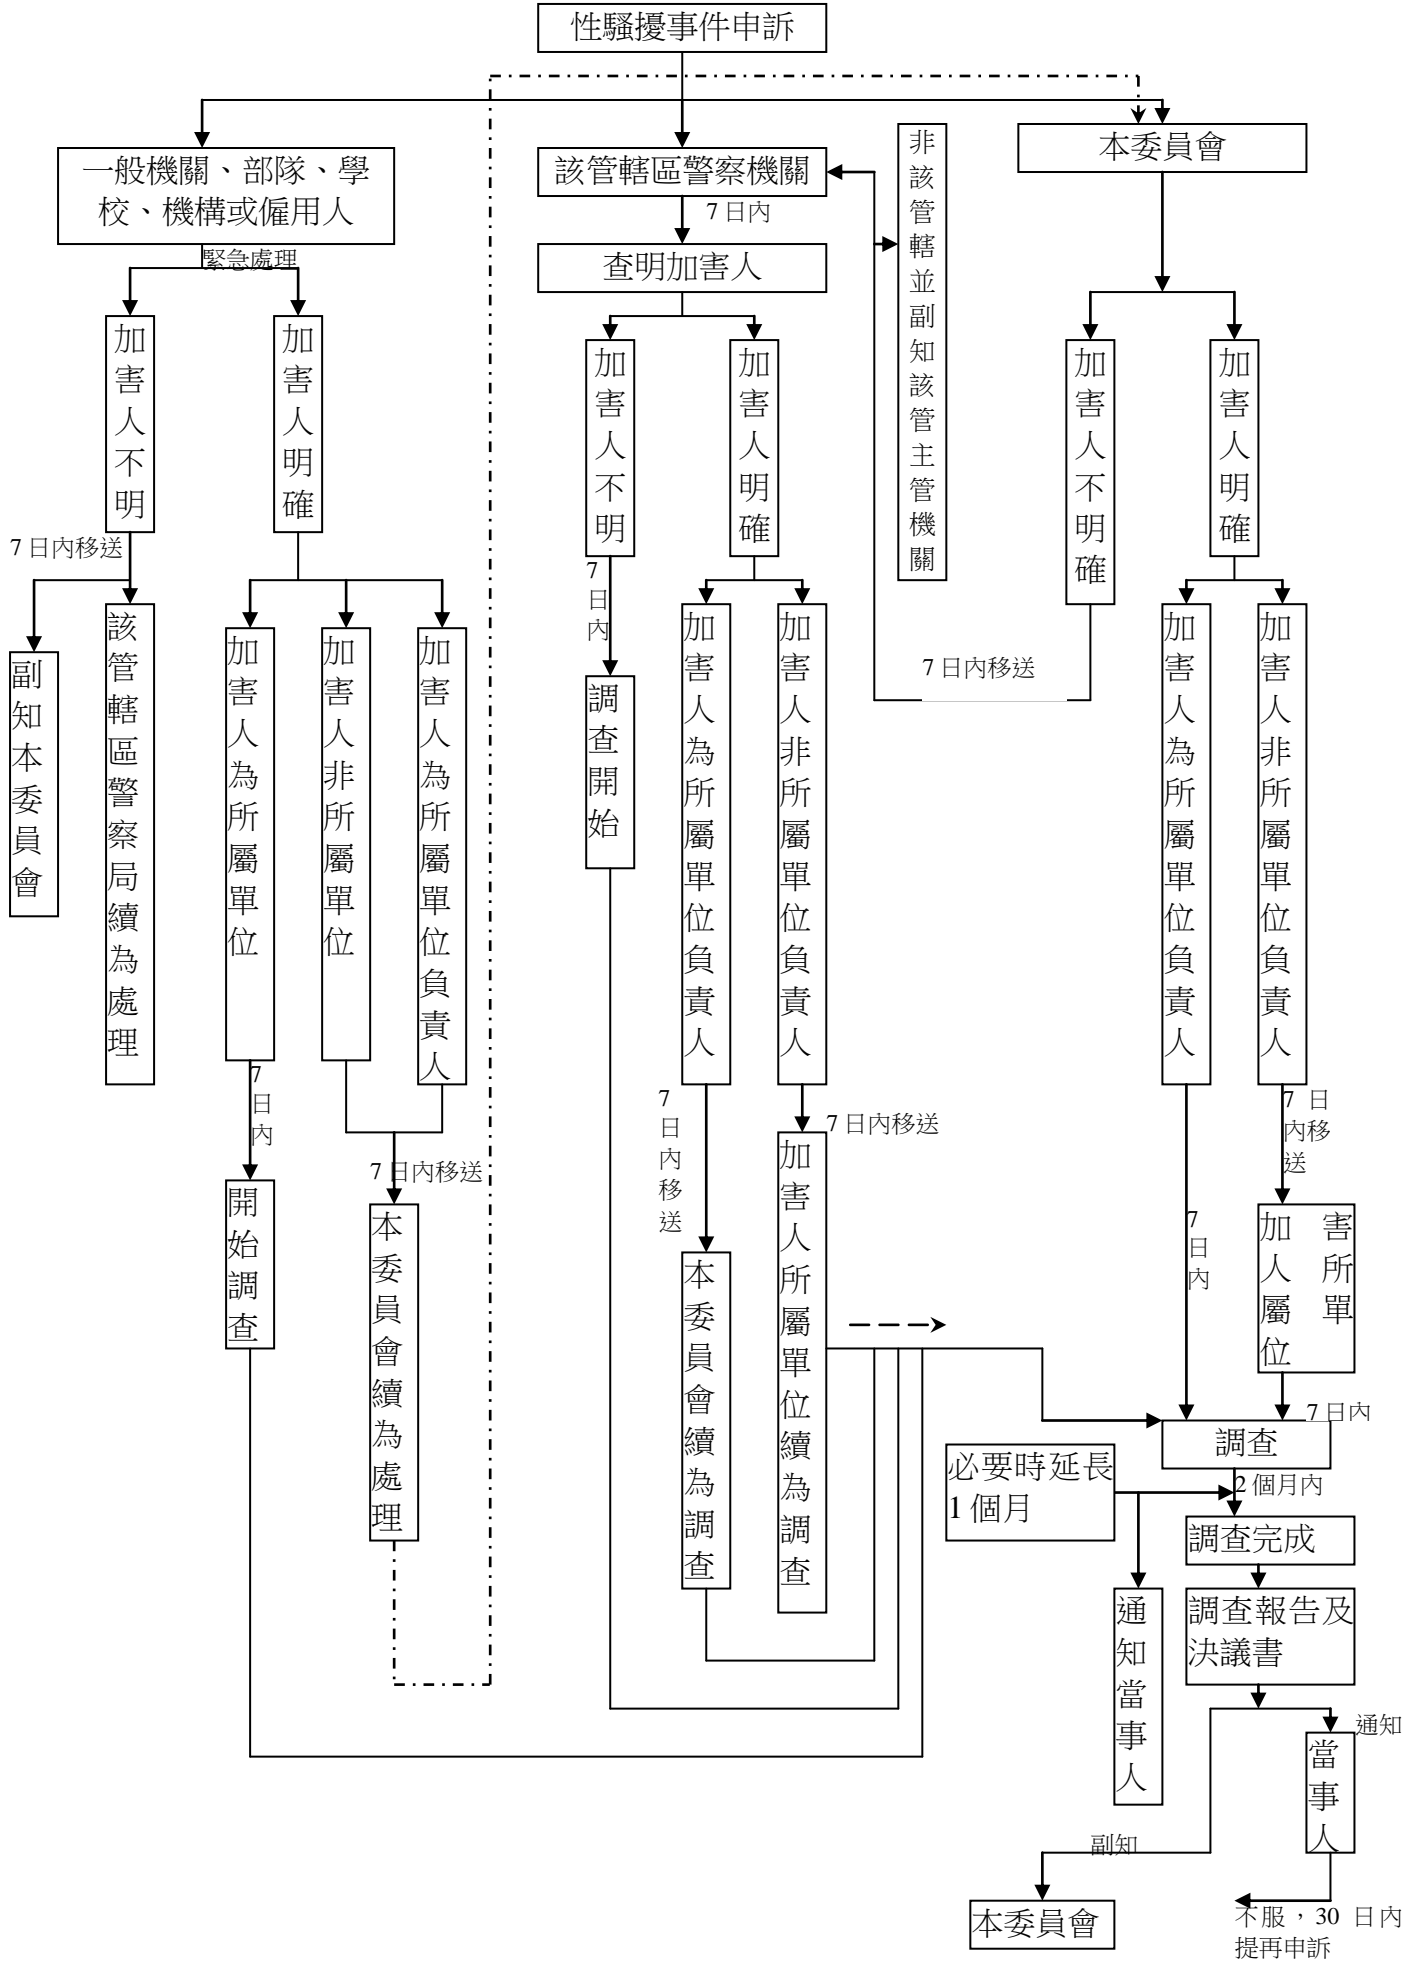 性騷擾事件申訴
一般機關、部隊、學
校、機構或僱用人
緊急處理
加害人不明
加害人明確
7 日內移送
副知本委員會
該管轄區警察局續為處理
加害人為所屬單位
加害人非所屬單位
加害人為所屬單位負責人
7
日
內
開始調查
7 日內移送
本委員會續為處理
該管轄區警察機關
7 日內
查明加害人
加害人不明
加害人明確
7
日
內
調查開始
加害人為所屬單位負責人
加害人非所屬單位負責人
7
日
內
移
送
7 日內移送
本委員會續為調查
加害人所屬單位續為調查
非該管轄並副知該管主管機關
本委員會
加害人不明確
加害人明確
7 日內移送
加害人為所屬單位負責人
加害人非所屬單位負責人
7
日
內
7 日
內移
送
加 害
人 所
屬 單
位
7 日內
調查
必要時延長
1 個月
2 個月內
調查完成
通知當事人
調查報告及
決議書
通知
當事人
副知
本委員會
不服，30 日內
提再申訴